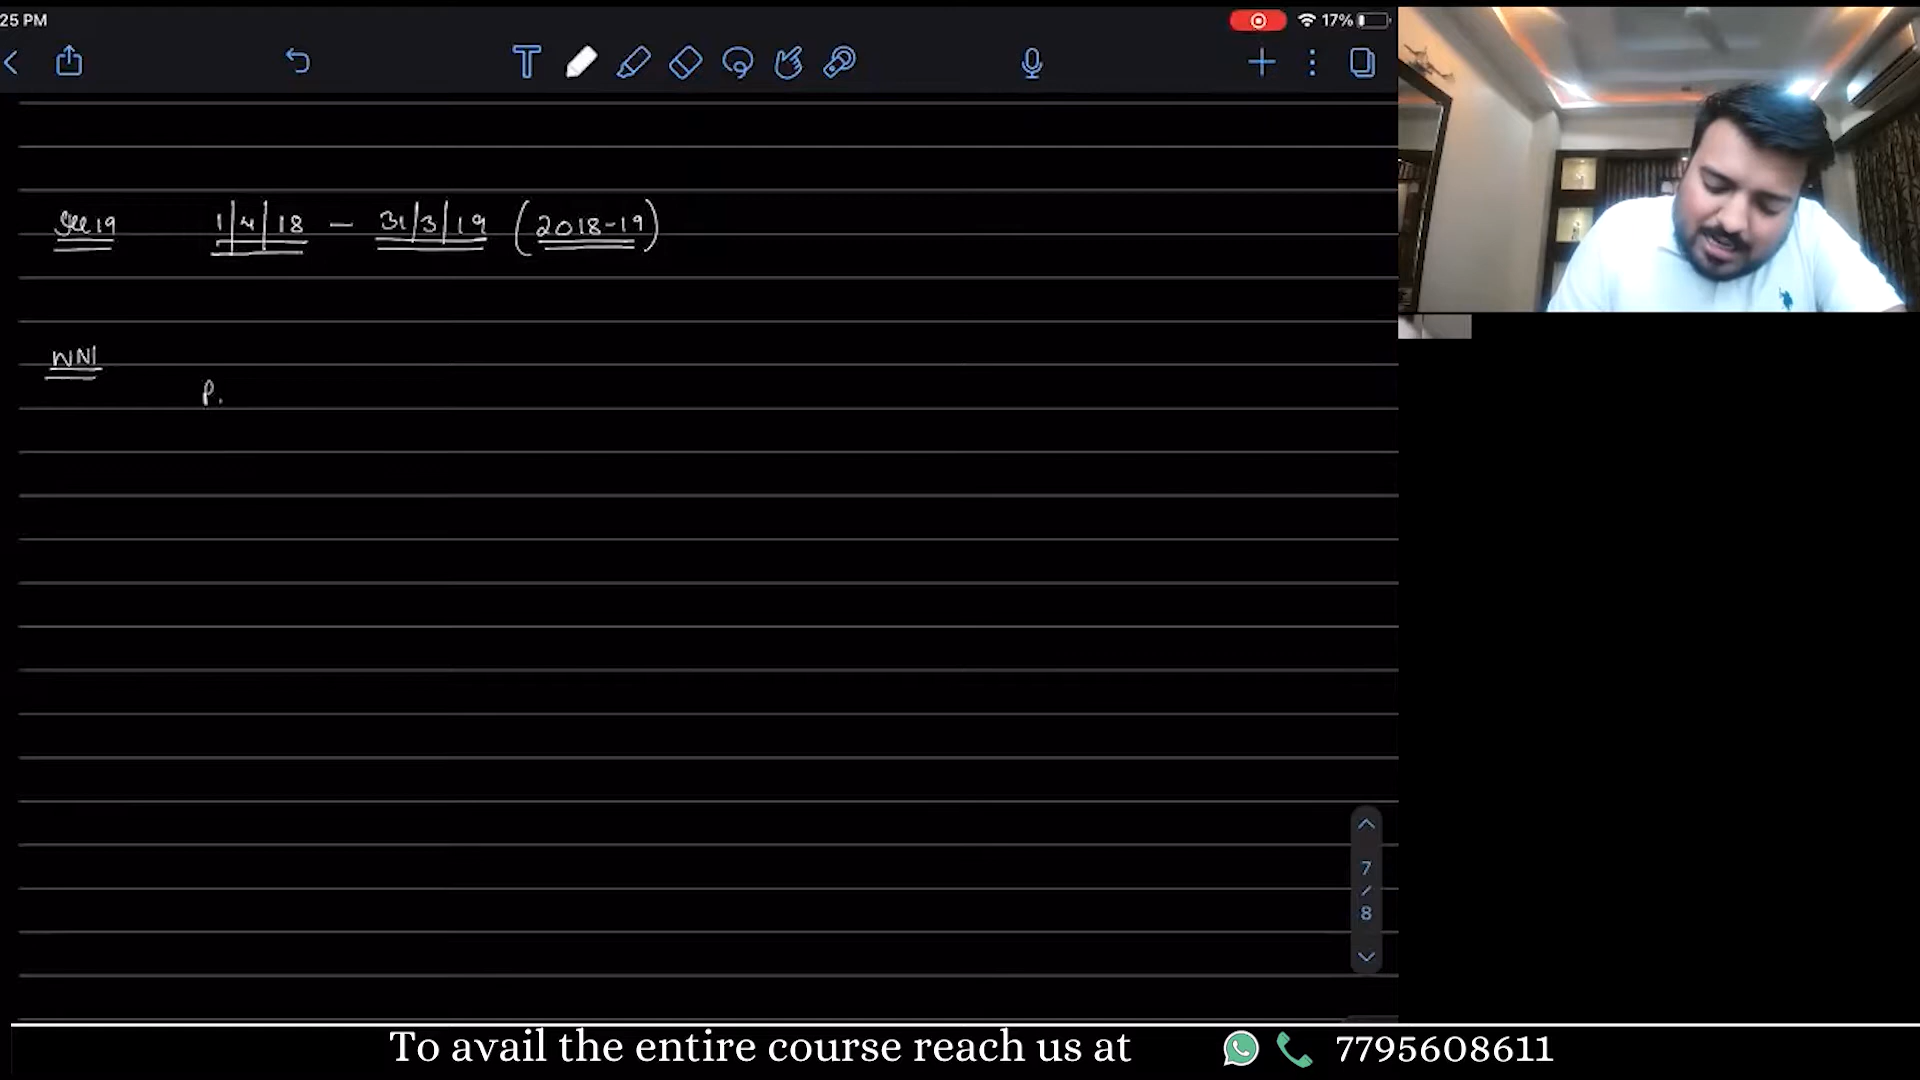 25 PM
17%
1/4/18 - 31/3/19 (2018-19)
WN1
P.
7
/
8
To avail the entire course reach us at 7795608611